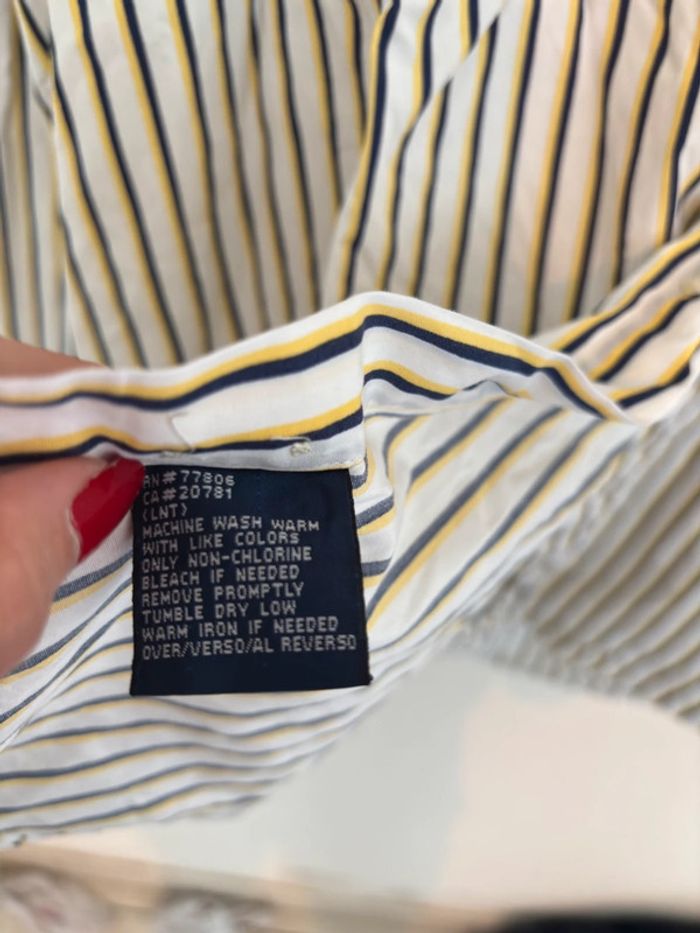 RN#77806
CA#20781
(LNT)
MACHINE WASH WARM
WITH LIKE COLORS
ONLY NON-CHLORINE
BLEACH IF NEEDED
REMOVE PROMPTLY
TUMBLE DRY LOW
WARM IRON IF NEEDED
OVER/VERSO/AL REVERSO